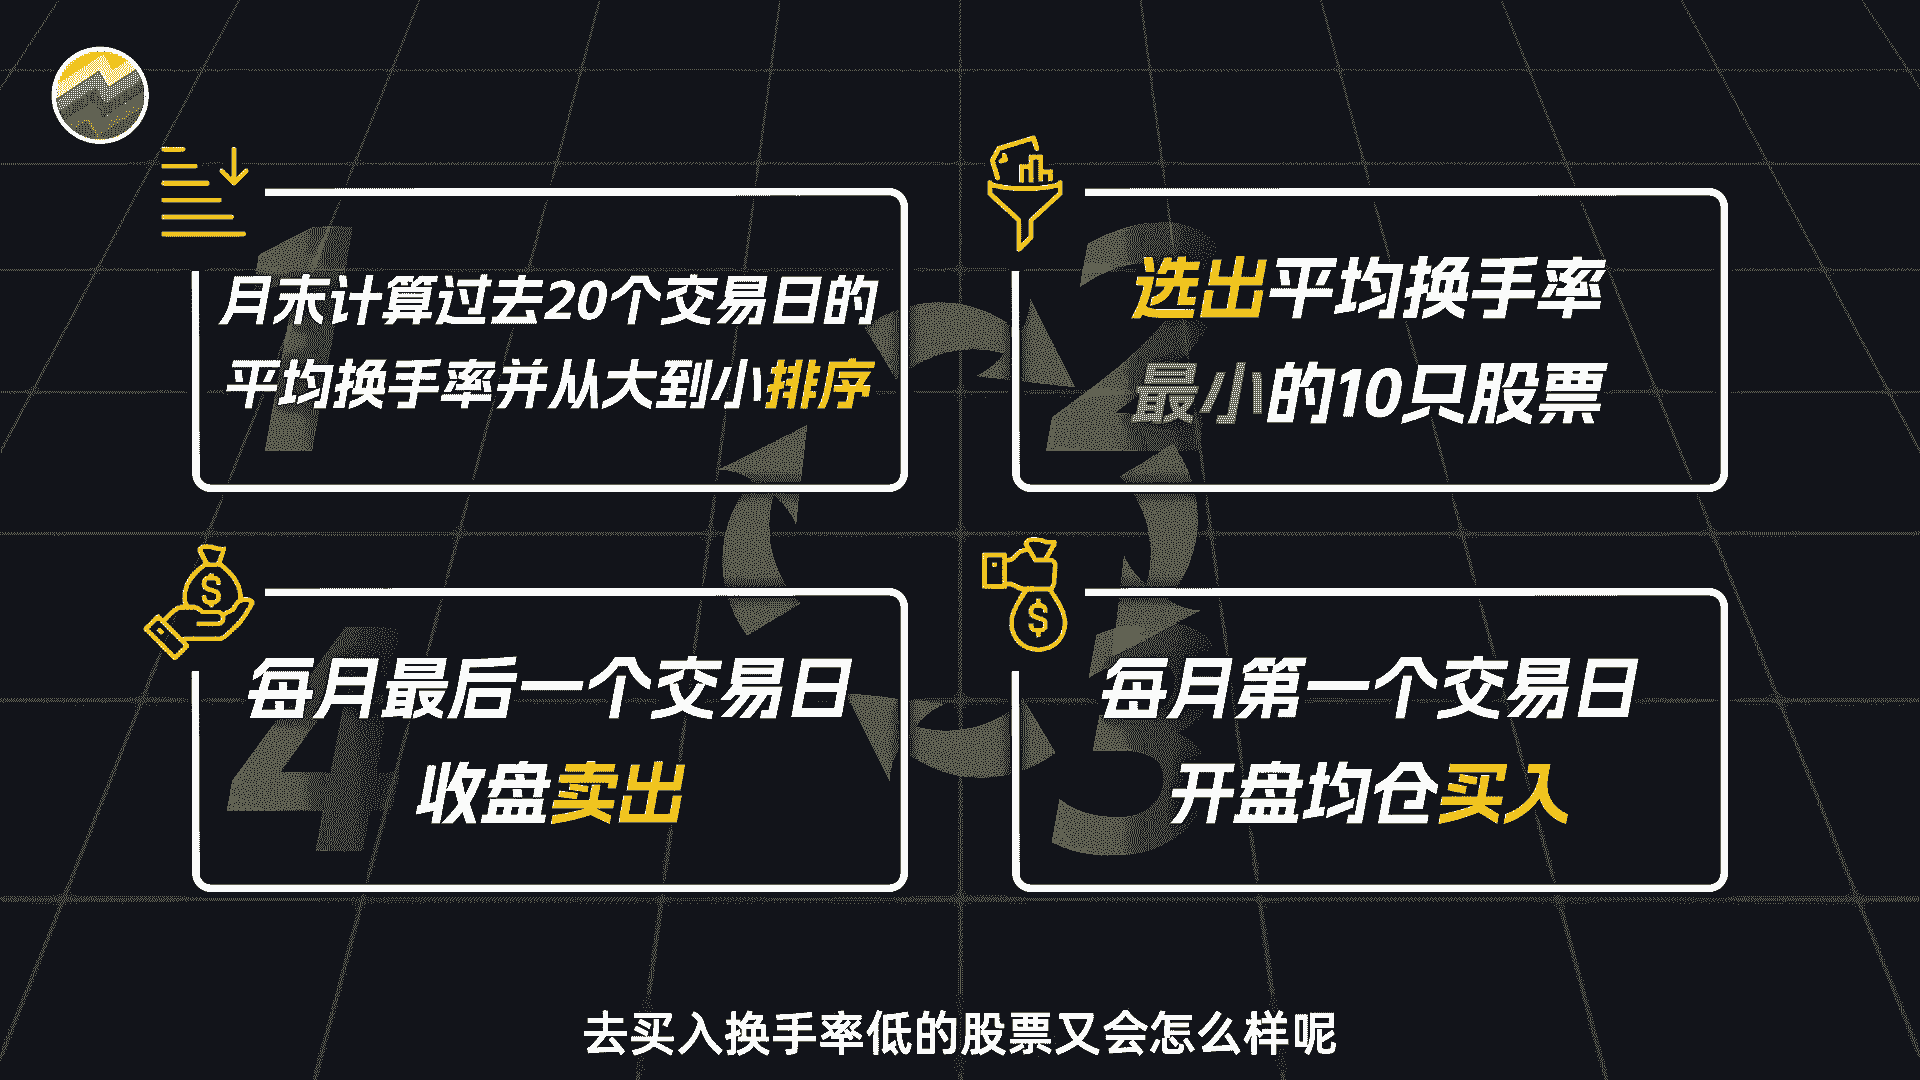 1
月末计算过去20个交易日的
平均换手率并从大到小排序
2
选出平均换手率
最小的10只股票
3
每月第一个交易日
开盘均仓买入
4
每月最后一个交易日
收盘卖出
去买入换手率低的股票又会怎么样呢